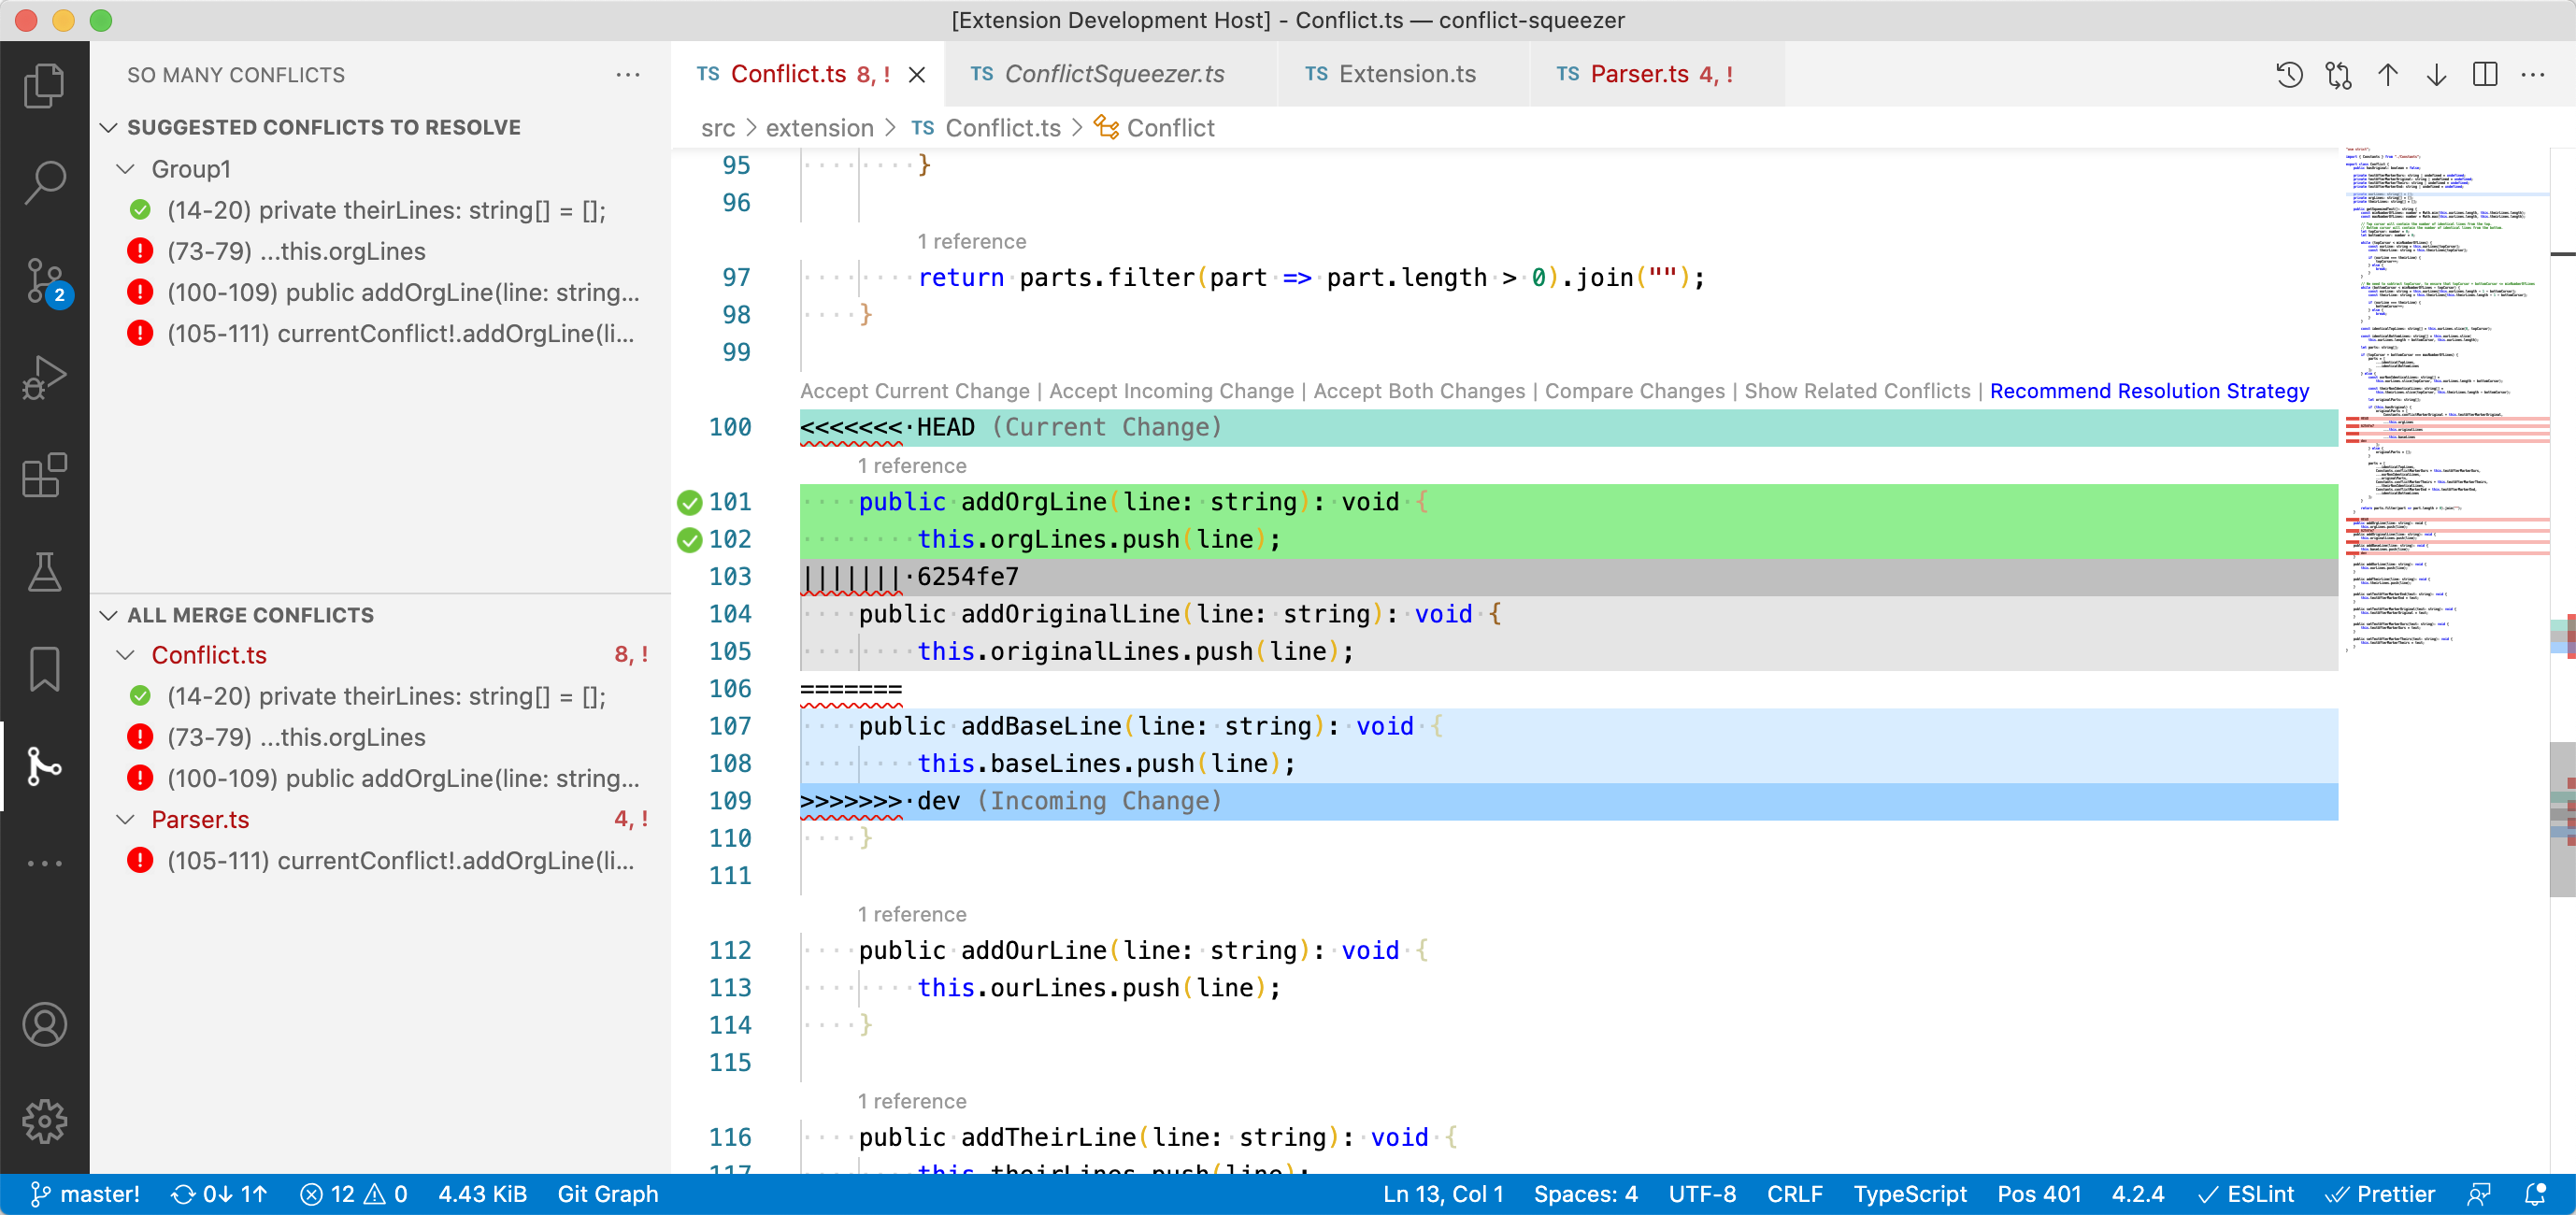 [Extension Development Host] - Conflict.ts — conflict-squeezer
SO MANY CONFLICTS
SUGGESTED CONFLICTS TO RESOLVE
Group1
(14-20) private theirLines: string[] = [];
(73-79) ...this.orgLines
(100-109) public addOrgLine(line: string...
(105-111) currentConflict!.addOrgLine(li...
2
ALL MERGE CONFLICTS
Conflict.ts 8, !
(14-20) private theirLines: string[] = [];
(73-79) ...this.orgLines
(100-109) public addOrgLine(line: string...
Parser.ts 4, !
(105-111) currentConflict!.addOrgLine(li...
TS Conflict.ts 8, ! TS ConflictSqueezer.ts TS Extension.ts TS Parser.ts 4, !
src > extension > TS Conflict.ts > Conflict
95 }
96
1 reference
97 return parts.filter(part => part.length > 0).join("");
98 }
99
Accept Current Change | Accept Incoming Change | Accept Both Changes | Compare Changes | Show Related Conflicts | Recommend Resolution Strategy
100 <<<<<<< HEAD (Current Change)
1 reference
101 public addOrgLine(line: string): void {
102 this.orgLines.push(line);
103 ||||||| 6254fe7
104 public addOriginalLine(line: string): void {
105 this.originalLines.push(line);
106 =======
107 public addBaseLine(line: string): void {
108 this.baseLines.push(line);
109 >>>>>>> dev (Incoming Change)
110 }
111
1 reference
112 public addOurLine(line: string): void {
113 this.ourLines.push(line);
114 }
115
1 reference
116 public addTheirLine(line: string): void {
117 this.theirLines.push(line);
master! 0↓ 1↑ 12 0 4.43 KiB Git Graph Ln 13, Col 1 Spaces: 4 UTF-8 CRLF TypeScript Pos 401 4.2.4 ESLint Prettier